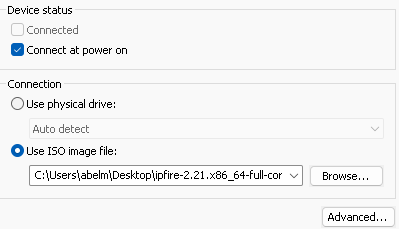 Device status
Connected
Connect at power on
Connection
Use physical drive:
Auto detect
Use ISO image file:
C:\Users\abelm\Desktop\ipfire-2.21.x86_64-full-cor
Browse...
Advanced...